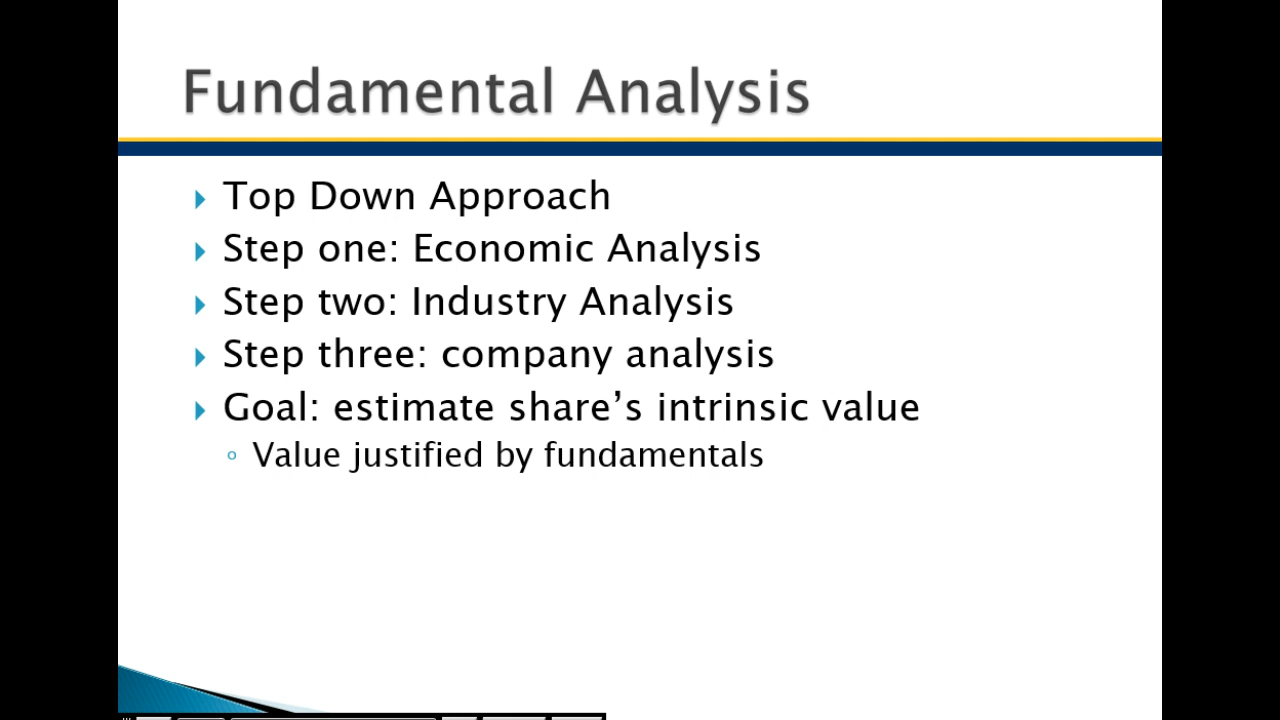 Fundamental Analysis
Top Down Approach
Step one: Economic Analysis
Step two: Industry Analysis
Step three: company analysis
Goal: estimate share’s intrinsic value
Value justified by fundamentals